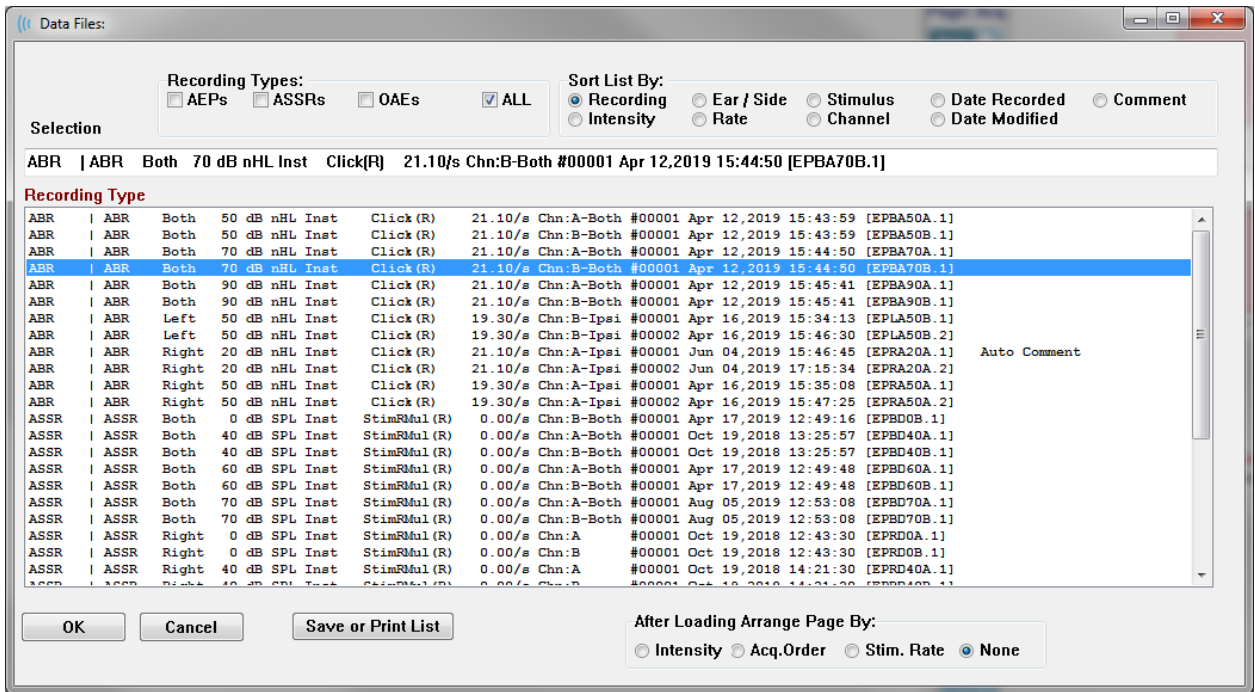 Data Files:
Recording Types:
AEPs ASSRs OAEs ALL
Sort List By:
Recording Ear / Side Stimulus Date Recorded Comment
Intensity Rate Channel Date Modified
Selection
ABR | ABR Both 70 dB nHL Inst Click(R) 21.10/s Chn:B-Both #00001 Apr 12,2019 15:44:50 [EPBA70B.1]
Recording Type
ABR | ABR Both 50 dB nHL Inst Click(R) 21.10/s Chn:A-Both #00001 Apr 12,2019 15:43:59 [EPBA50A.1]
ABR | ABR Both 50 dB nHL Inst Click(R) 21.10/s Chn:B-Both #00001 Apr 12,2019 15:43:59 [EPBA50B.1]
ABR | ABR Both 70 dB nHL Inst Click(R) 21.10/s Chn:A-Both #00001 Apr 12,2019 15:44:50 [EPBA70A.1]
ABR | ABR Both 70 dB nHL Inst Click(R) 21.10/s Chn:B-Both #00001 Apr 12,2019 15:44:50 [EPBA70B.1]
ABR | ABR Both 90 dB nHL Inst Click(R) 21.10/s Chn:A-Both #00001 Apr 12,2019 15:45:41 [EPBA90A.1]
ABR | ABR Both 90 dB nHL Inst Click(R) 21.10/s Chn:B-Both #00001 Apr 12,2019 15:45:41 [EPBA90B.1]
ABR | ABR Left 50 dB nHL Inst Click(R) 19.30/s Chn:B-Ipsi #00001 Apr 16,2019 15:34:13 [EPLA50B.1]
ABR | ABR Left 50 dB nHL Inst Click(R) 19.30/s Chn:B-Ipsi #00002 Apr 16,2019 15:46:30 [EPLA50B.2]
ABR | ABR Right 20 dB nHL Inst Click(R) 21.10/s Chn:A-Ipsi #00001 Jun 04,2019 15:46:45 [EPRA20A.1] Auto Comment
ABR | ABR Right 20 dB nHL Inst Click(R) 21.10/s Chn:A-Ipsi #00002 Jun 04,2019 17:15:34 [EPRA20A.2]
ABR | ABR Right 50 dB nHL Inst Click(R) 19.30/s Chn:A-Ipsi #00001 Apr 16,2019 15:35:08 [EPRA50A.1]
ABR | ABR Right 50 dB nHL Inst Click(R) 19.30/s Chn:A-Ipsi #00002 Apr 16,2019 15:47:25 [EPRA50A.2]
ASSR | ASSR Both 0 dB SPL Inst StimRMul(R) 0.00/s Chn:B-Both #00001 Apr 17,2019 12:49:16 [EPBD0B.1]
ASSR | ASSR Both 40 dB SPL Inst StimRMul(R) 0.00/s Chn:A-Both #00001 Oct 19,2018 13:25:57 [EPBD40A.1]
ASSR | ASSR Both 40 dB SPL Inst StimRMul(R) 0.00/s Chn:B-Both #00001 Oct 19,2018 13:25:57 [EPBD40B.1]
ASSR | ASSR Both 60 dB SPL Inst StimRMul(R) 0.00/s Chn:A-Both #00001 Apr 17,2019 12:49:48 [EPBD60A.1]
ASSR | ASSR Both 60 dB SPL Inst StimRMul(R) 0.00/s Chn:B-Both #00001 Apr 17,2019 12:49:48 [EPBD60B.1]
ASSR | ASSR Both 70 dB SPL Inst StimRMul(R) 0.00/s Chn:A-Both #00001 Aug 05,2019 12:53:08 [EPBD70A.1]
ASSR | ASSR Both 70 dB SPL Inst StimRMul(R) 0.00/s Chn:B-Both #00001 Aug 05,2019 12:53:08 [EPBD70B.1]
ASSR | ASSR Right 0 dB SPL Inst StimRMul(R) 0.00/s Chn:A #00001 Oct 19,2018 12:43:30 [EPRD0A.1]
ASSR | ASSR Right 0 dB SPL Inst StimRMul(R) 0.00/s Chn:B #00001 Oct 19,2018 12:43:30 [EPRD0B.1]
ASSR | ASSR Right 40 dB SPL Inst StimRMul(R) 0.00/s Chn:A #00001 Oct 19,2018 14:21:30 [EPRD40A.1]
OK Cancel Save or Print List
After Loading Arrange Page By:
Intensity Acq.Order Stim. Rate None